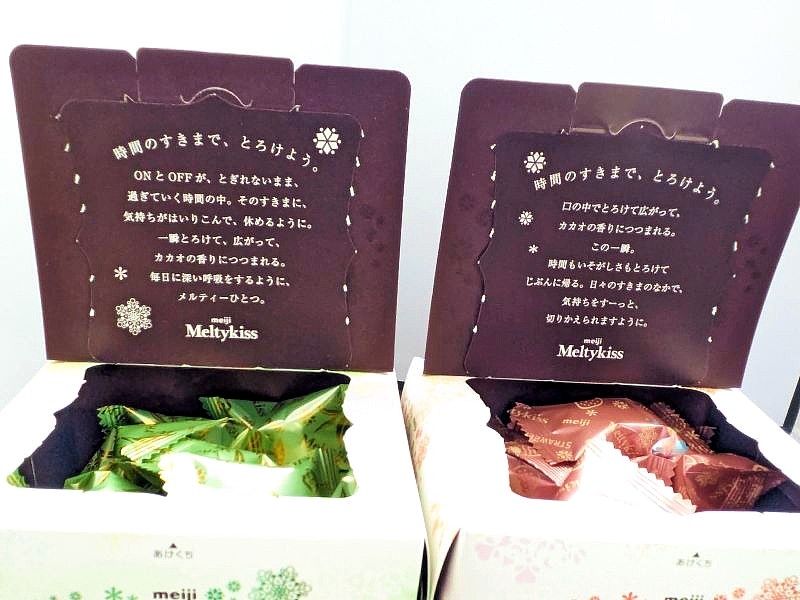 時間のすきまで、とろけよう。
ONとOFFが、とぎれないまま、
過ぎていく時間の中。そのすきまに、
気持ちがはいりこんで、休めるように。
一瞬とろけて、広がって、
カカオの香りにつつまれる。
毎日に深い呼吸をするように、
メルティーひとつ。
meiji
Meltykiss
時間のすきまで、とろけよう。
口の中でとろけて広がって、
カカオの香りにつつまれる。
この一瞬。
時間もいそがしさもとろけて
じぶんに帰る。日々のすきまのなかで、
気持ちをすーっと、
切りかえられますように。
meiji
Meltykiss
meiji
あけくち
meiji
あけくち
meiji